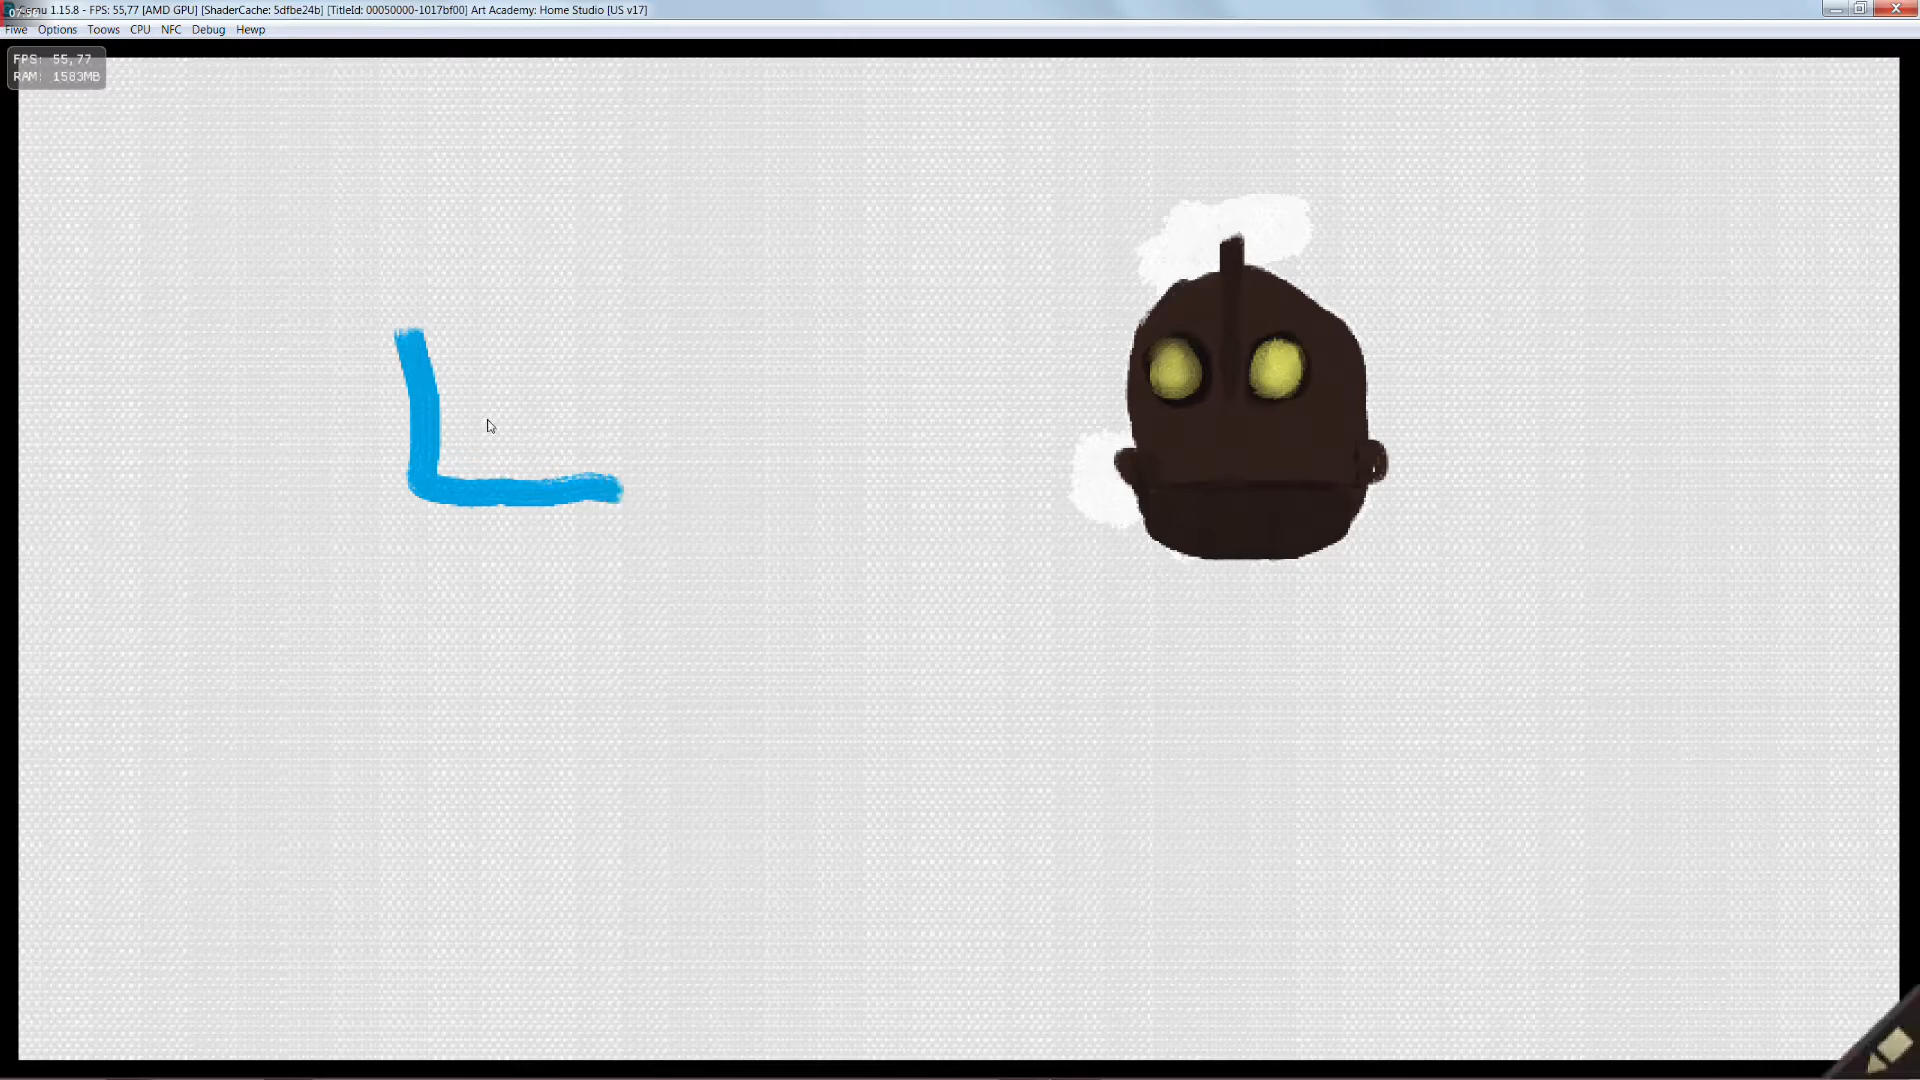 Cemu 1.15.8 - FPS: 55,77 [AMD GPU] [ShaderCache: 5dfbe24b] [TitleId: 00050000-1017bf00] Art Academy: Home Studio [US v17]
Fiwe Options Toows CPU NFC Debug Hewp
FPS: 55,77
RAM: 1583MB
L